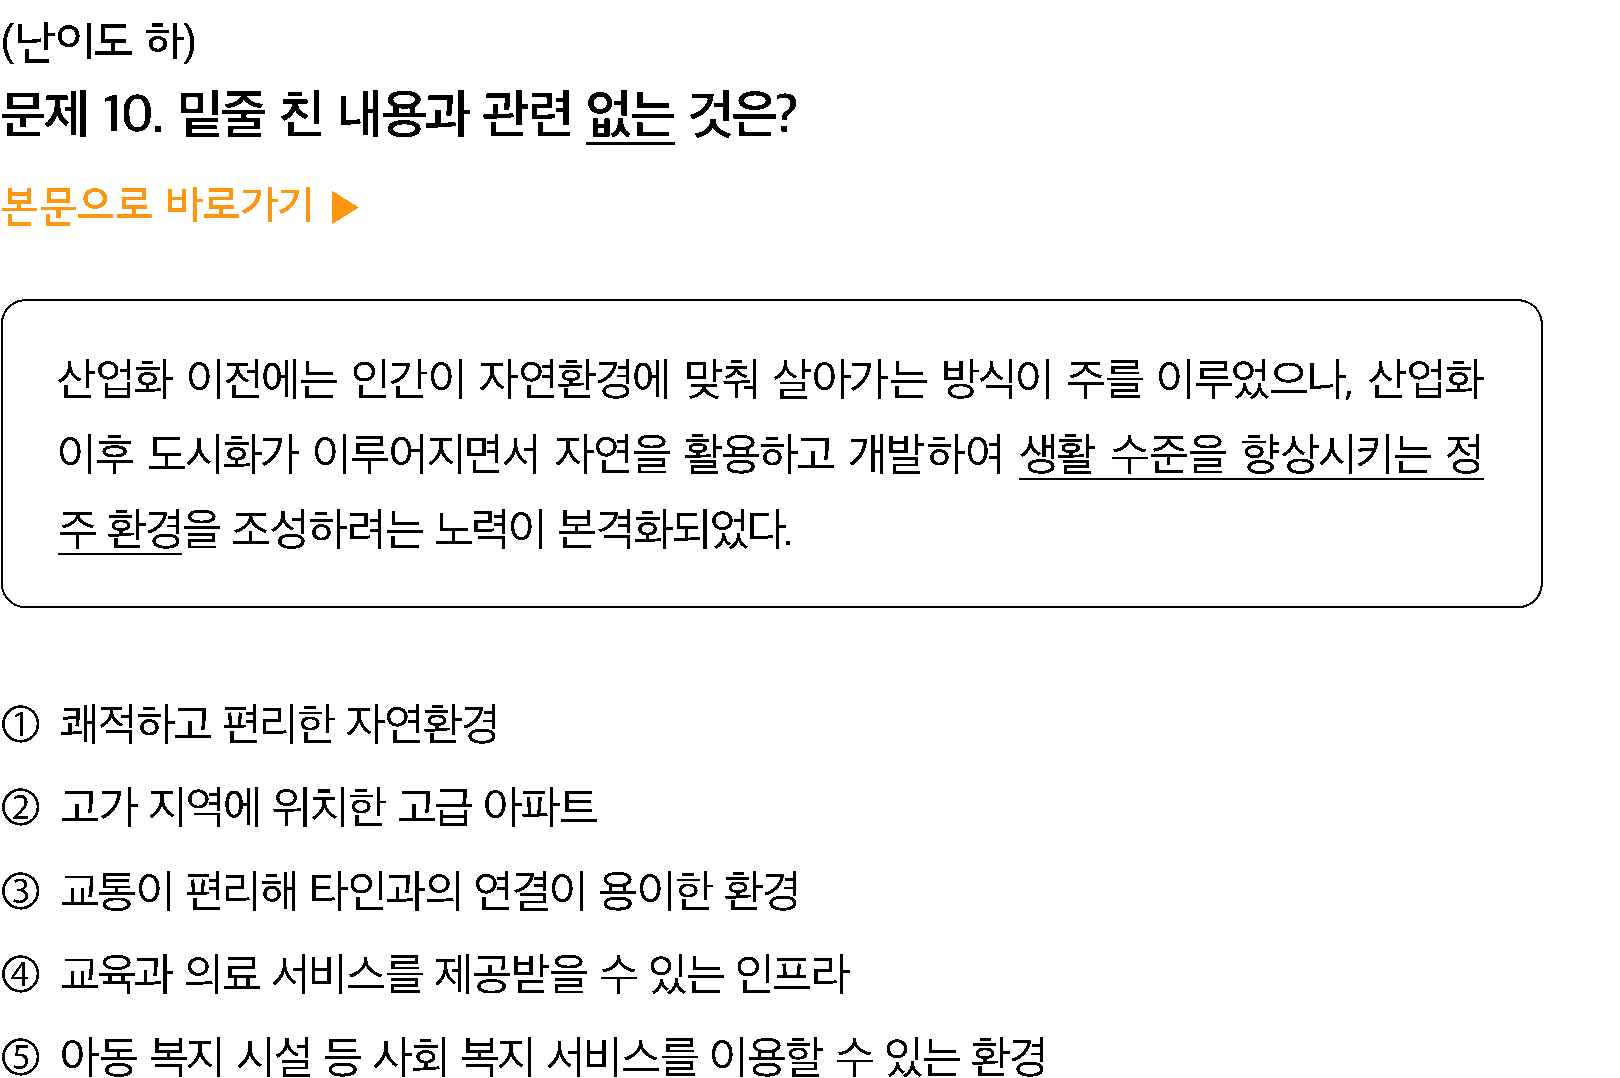 (난이도 하)
문제 10. 밑줄 친 내용과 관련 없는 것은?
본문으로 바로가기 ▶
산업화 이전에는 인간이 자연환경에 맞춰 살아가는 방식이 주를 이루었으나, 산업화
이후 도시화가 이루어지면서 자연을 활용하고 개발하여 생활 수준을 향상시키는 정
주 환경을 조성하려는 노력이 본격화되었다.
① 쾌적하고 편리한 자연환경
② 고가 지역에 위치한 고급 아파트
③ 교통이 편리해 타인과의 연결이 용이한 환경
④ 교육과 의료 서비스를 제공받을 수 있는 인프라
⑤ 아동 복지 시설 등 사회 복지 서비스를 이용할 수 있는 환경